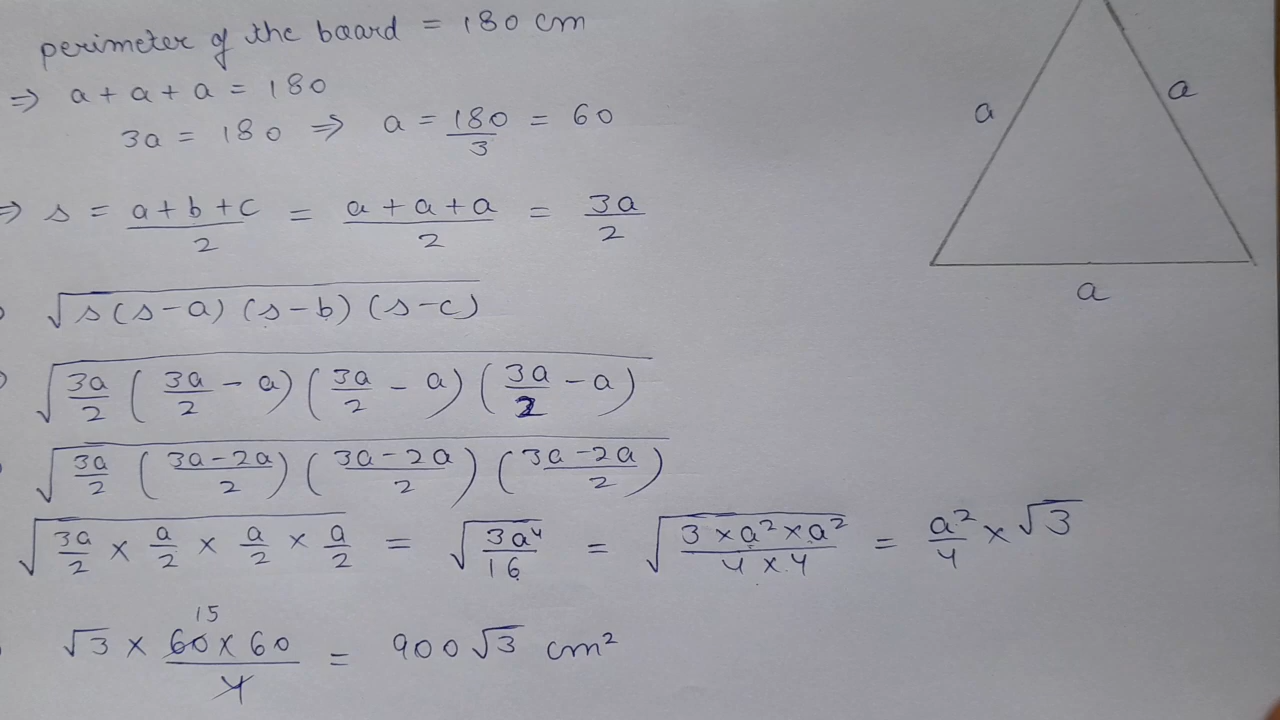 perimeter of the board = 180 cm
⇒ a + a + a = 180
3a = 180 ⇒ a = 180/3 = 60
⇒ s = (a+b+c)/2 = (a+a+a)/2 = 3a/2
√(s(s-a)(s-b)(s-c))
√(3a/2 (3a/2 - a)(3a/2 - a)(3a/2 - a))
√(3a/2 ((3a-2a)/2)((3a-2a)/2)((3a-2a)/2))
√(3a/2 × a/2 × a/2 × a/2) = √(3a⁴/16) = √((3×a²×a²)/(4×4)) = a²/4 × √3
15
√3 × (60×60)/4 = 900√3 cm²
a
a
a